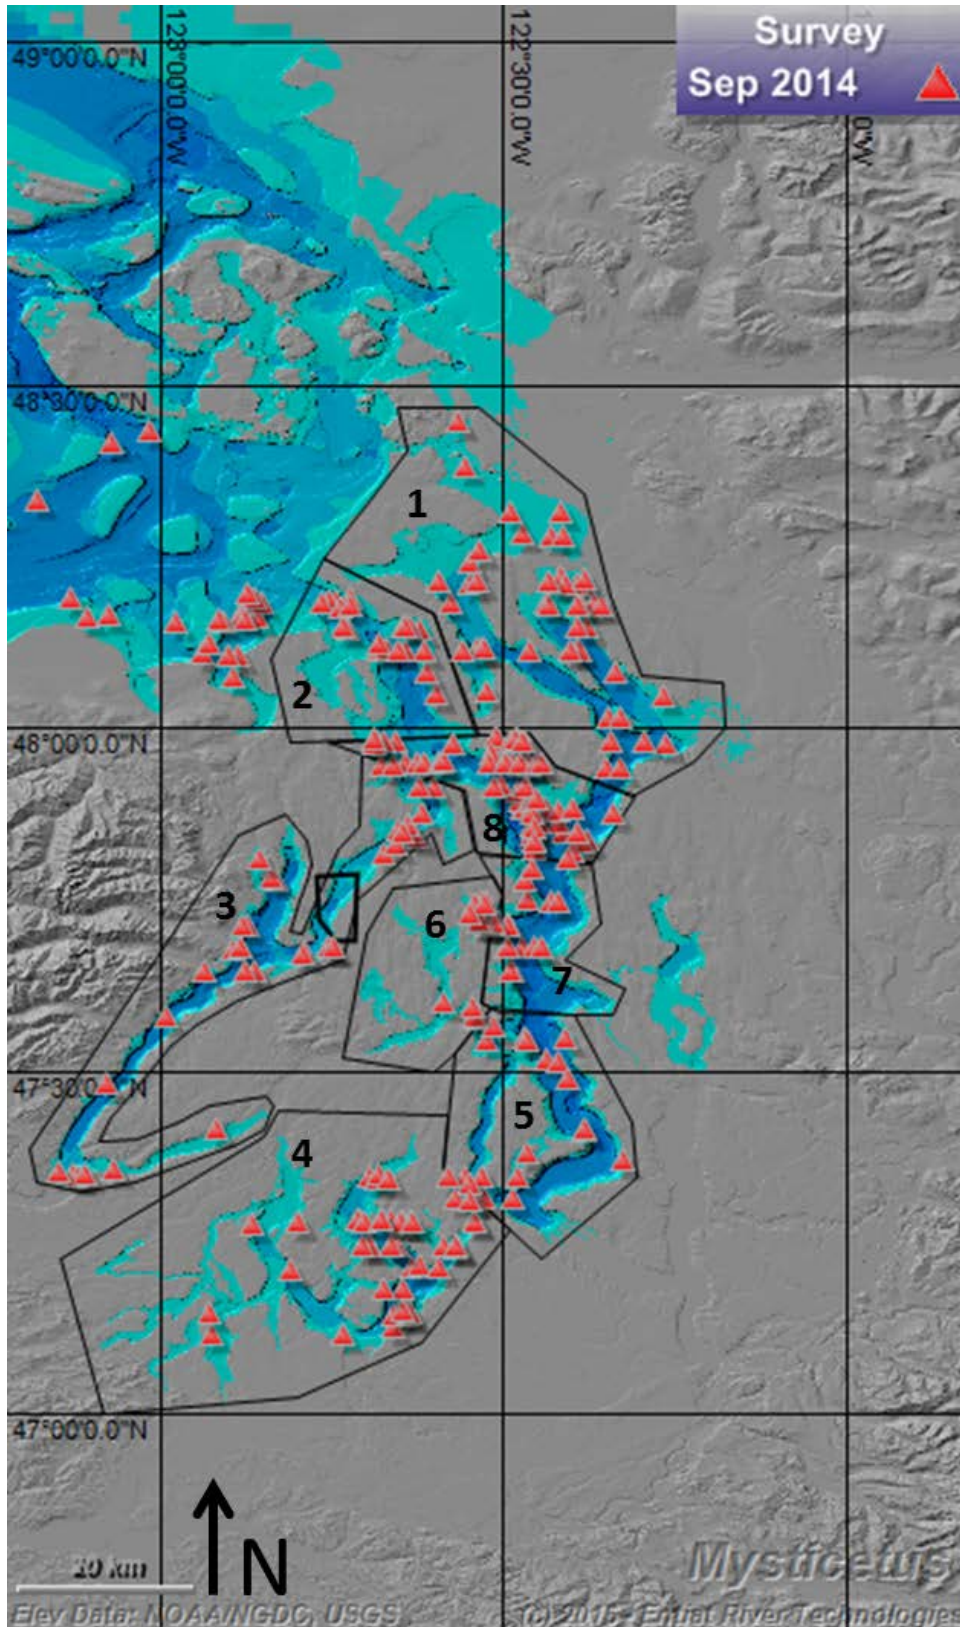 Survey
Sep 2014
49°00'0.0"N
123°0'0.0"W
122°30'0.0"W
48°30'0.0"N
1
2
48°00'0.0"N
8
3
6
7
47°30'0.0"N
5
4
47°00'0.0"N
N
Mysticetus
Elev Data: NOAA/NGDC, USGS
(c) 2015- Entiat River Technologies